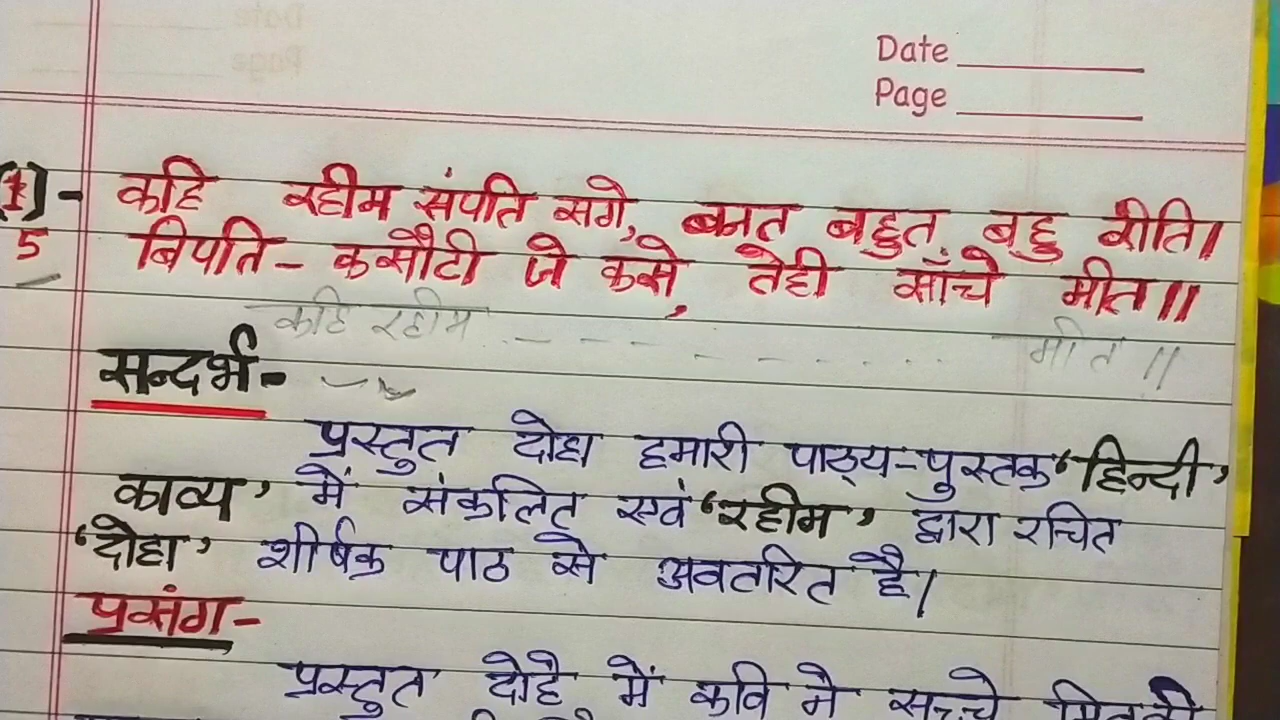 Date
Page
(1)- कहि रहीम संपति सगे, बनत बहुत, बहु रीति।
5 बिपति- कसौटी जे कसे, तेही साँचे मीत॥
कहि रहीम - - - - - - - - मीत ॥
सन्दर्भ-
प्रस्तुत दोहा हमारी पाठ्य-पुस्तक 'हिन्दी'
काव्य' में संकलित एवं 'रहीम' द्वारा रचित
'दोहा' शीर्षक पाठ से अवतरित है।
प्रसंग-
प्रस्तुत दोहे में कवि ने सच्चे